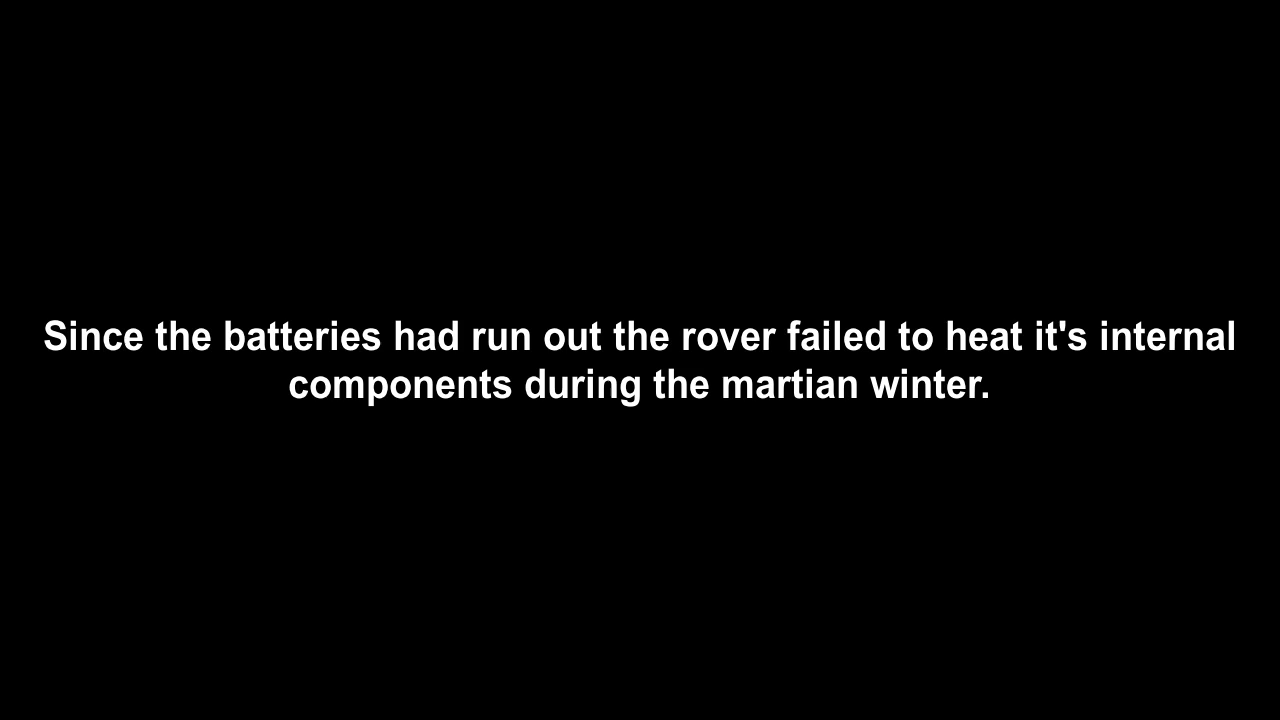 Since the batteries had run out the rover failed to heat it's internal
components during the martian winter.